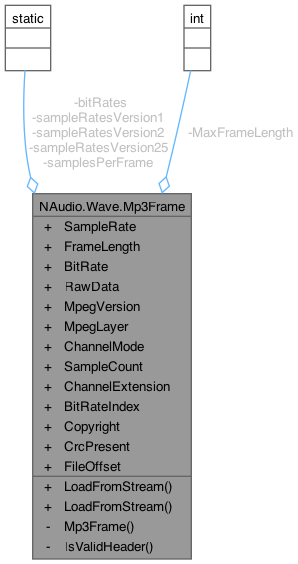 static
int
-bitRates
-sampleRatesVersion1
-sampleRatesVersion2
-sampleRatesVersion25
-samplesPerFrame
-MaxFrameLength
NAudio.Wave.Mp3Frame
+ SampleRate
+ FrameLength
+ BitRate
+ RawData
+ MpegVersion
+ MpegLayer
+ ChannelMode
+ SampleCount
+ ChannelExtension
+ BitRateIndex
+ Copyright
+ CrcPresent
+ FileOffset
+ LoadFromStream()
+ LoadFromStream()
- Mp3Frame()
- IsValidHeader()